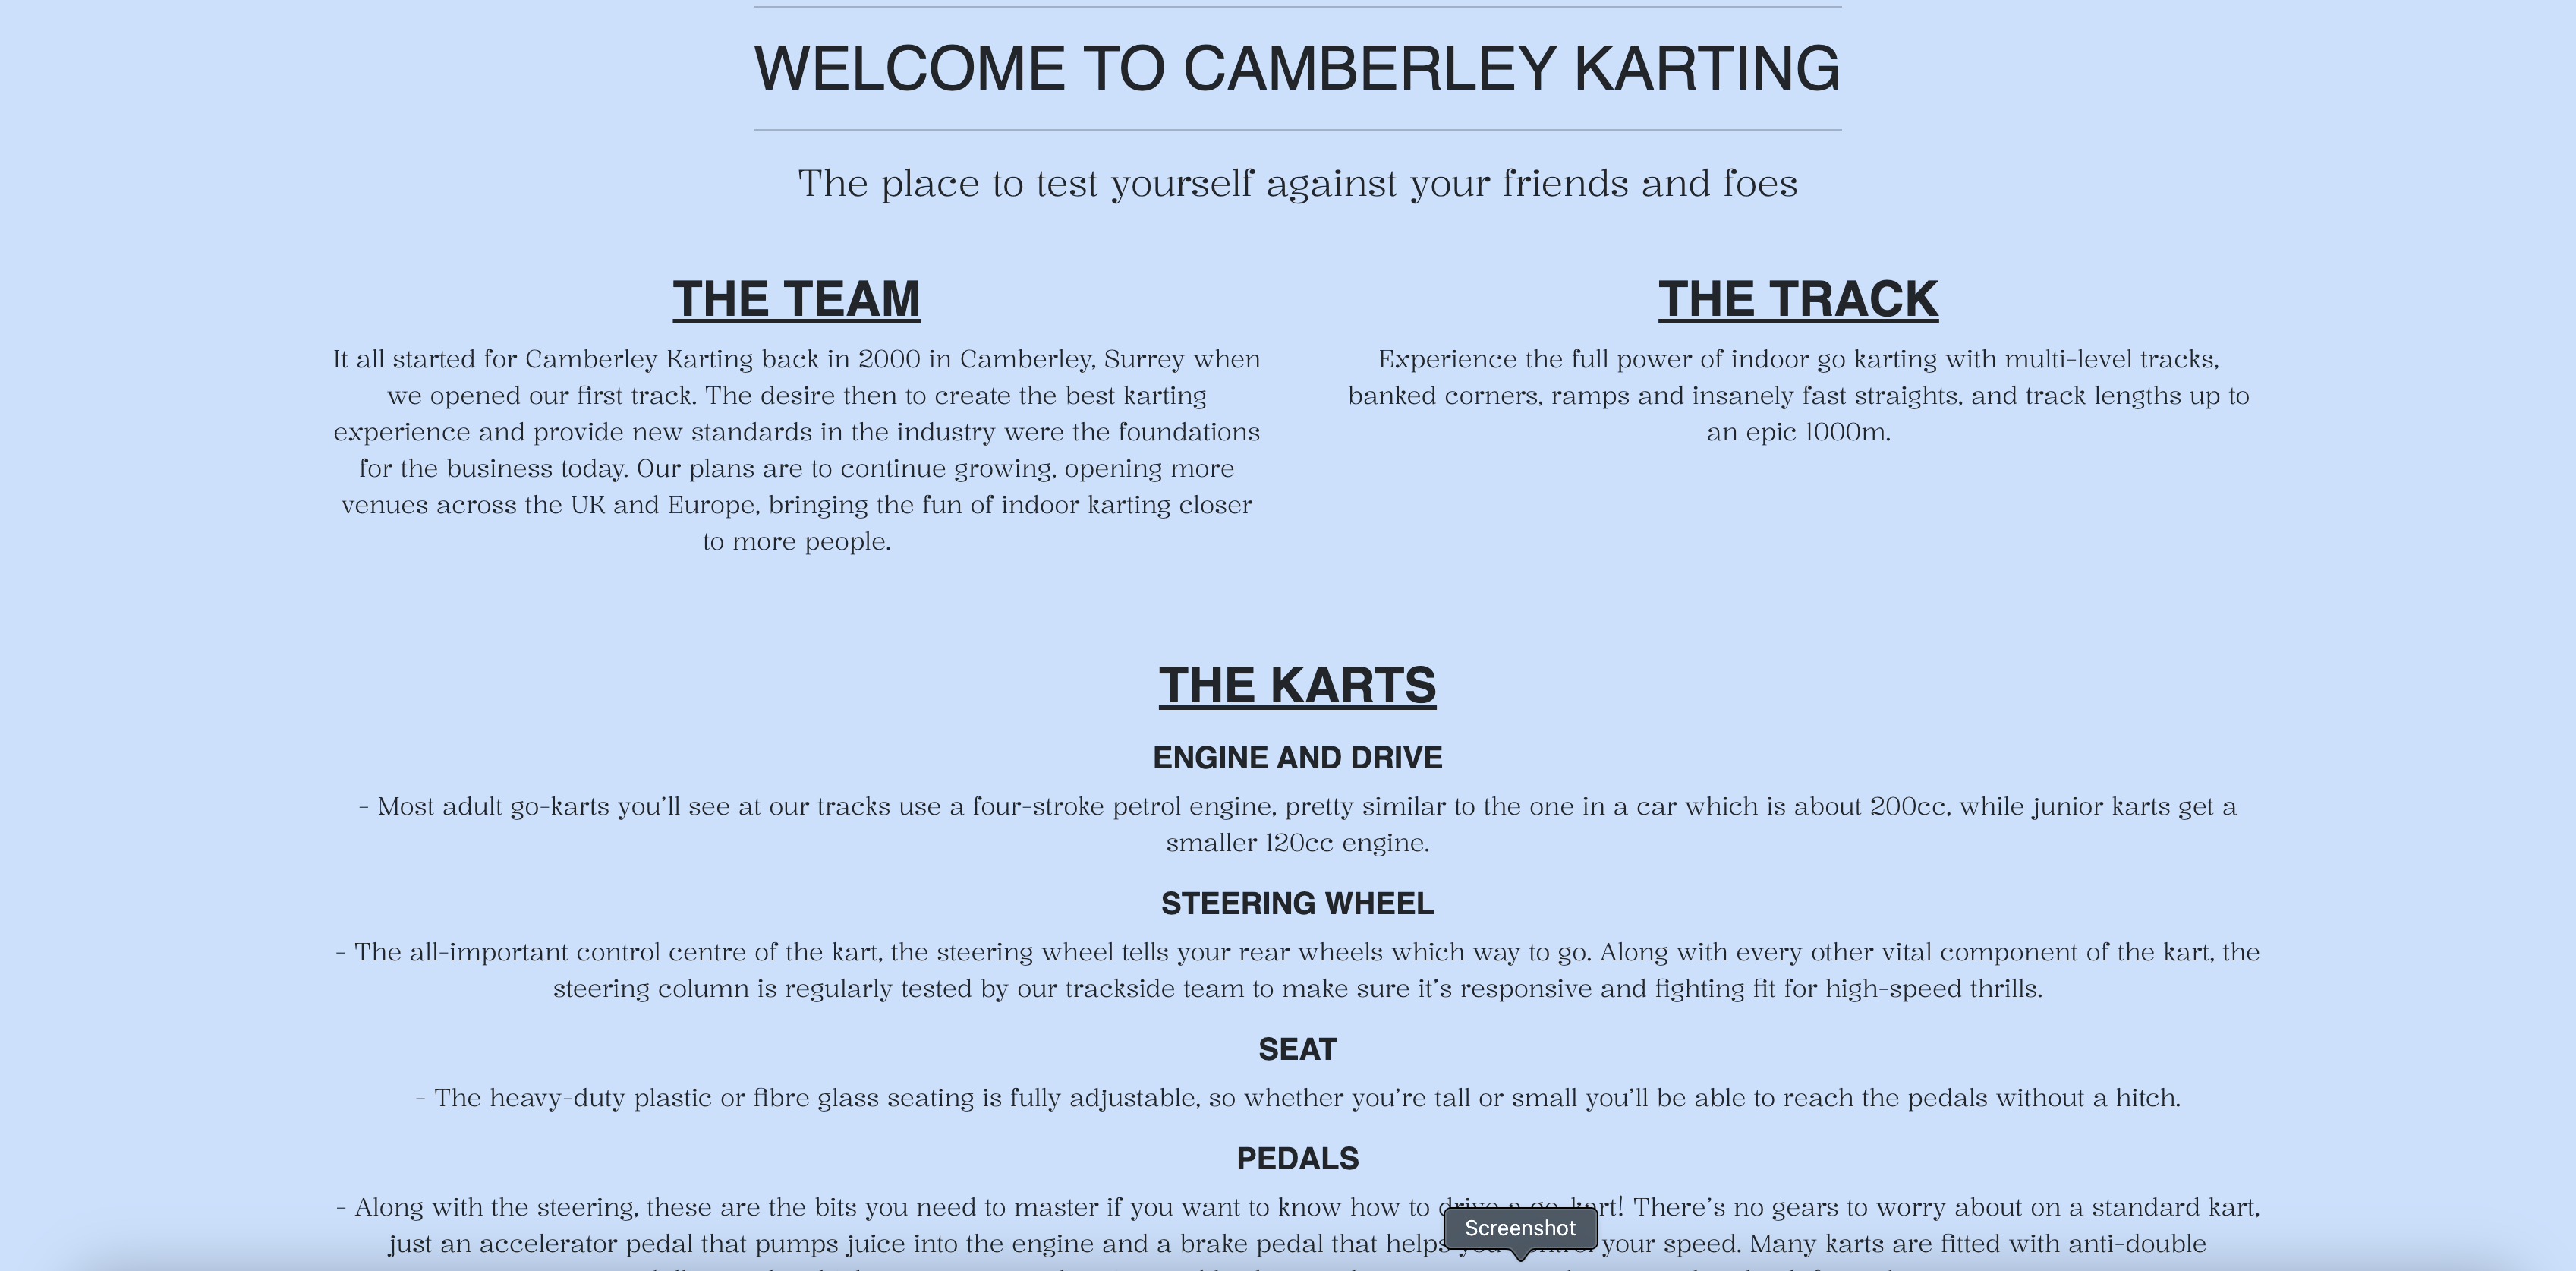 WELCOME TO CAMBERLEY KARTING
The place to test yourself against your friends and foes
THE TEAM
It all started for Camberley Karting back in 2000 in Camberley, Surrey when
we opened our first track. The desire then to create the best karting
experience and provide new standards in the industry were the foundations
for the business today. Our plans are to continue growing, opening more
venues across the UK and Europe, bringing the fun of indoor karting closer
to more people.
THE TRACK
Experience the full power of indoor go karting with multi-level tracks,
banked corners, ramps and insanely fast straights, and track lengths up to
an epic 1000m.
THE KARTS
ENGINE AND DRIVE
- Most adult go-karts you'll see at our tracks use a four-stroke petrol engine, pretty similar to the one in a car which is about 200cc, while junior karts get a
smaller 120cc engine.
STEERING WHEEL
- The all-important control centre of the kart, the steering wheel tells your rear wheels which way to go. Along with every other vital component of the kart, the
steering column is regularly tested by our trackside team to make sure it's responsive and fighting fit for high-speed thrills.
SEAT
- The heavy-duty plastic or fibre glass seating is fully adjustable, so whether you're tall or small you'll be able to reach the pedals without a hitch.
PEDALS
- Along with the steering, these are the bits you need to master if you want to know how to drive a go-kart! There's no gears to worry about on a standard kart,
Screenshot
just an accelerator pedal that pumps juice into the engine and a brake pedal that helps your speed. Many karts are fitted with anti-double